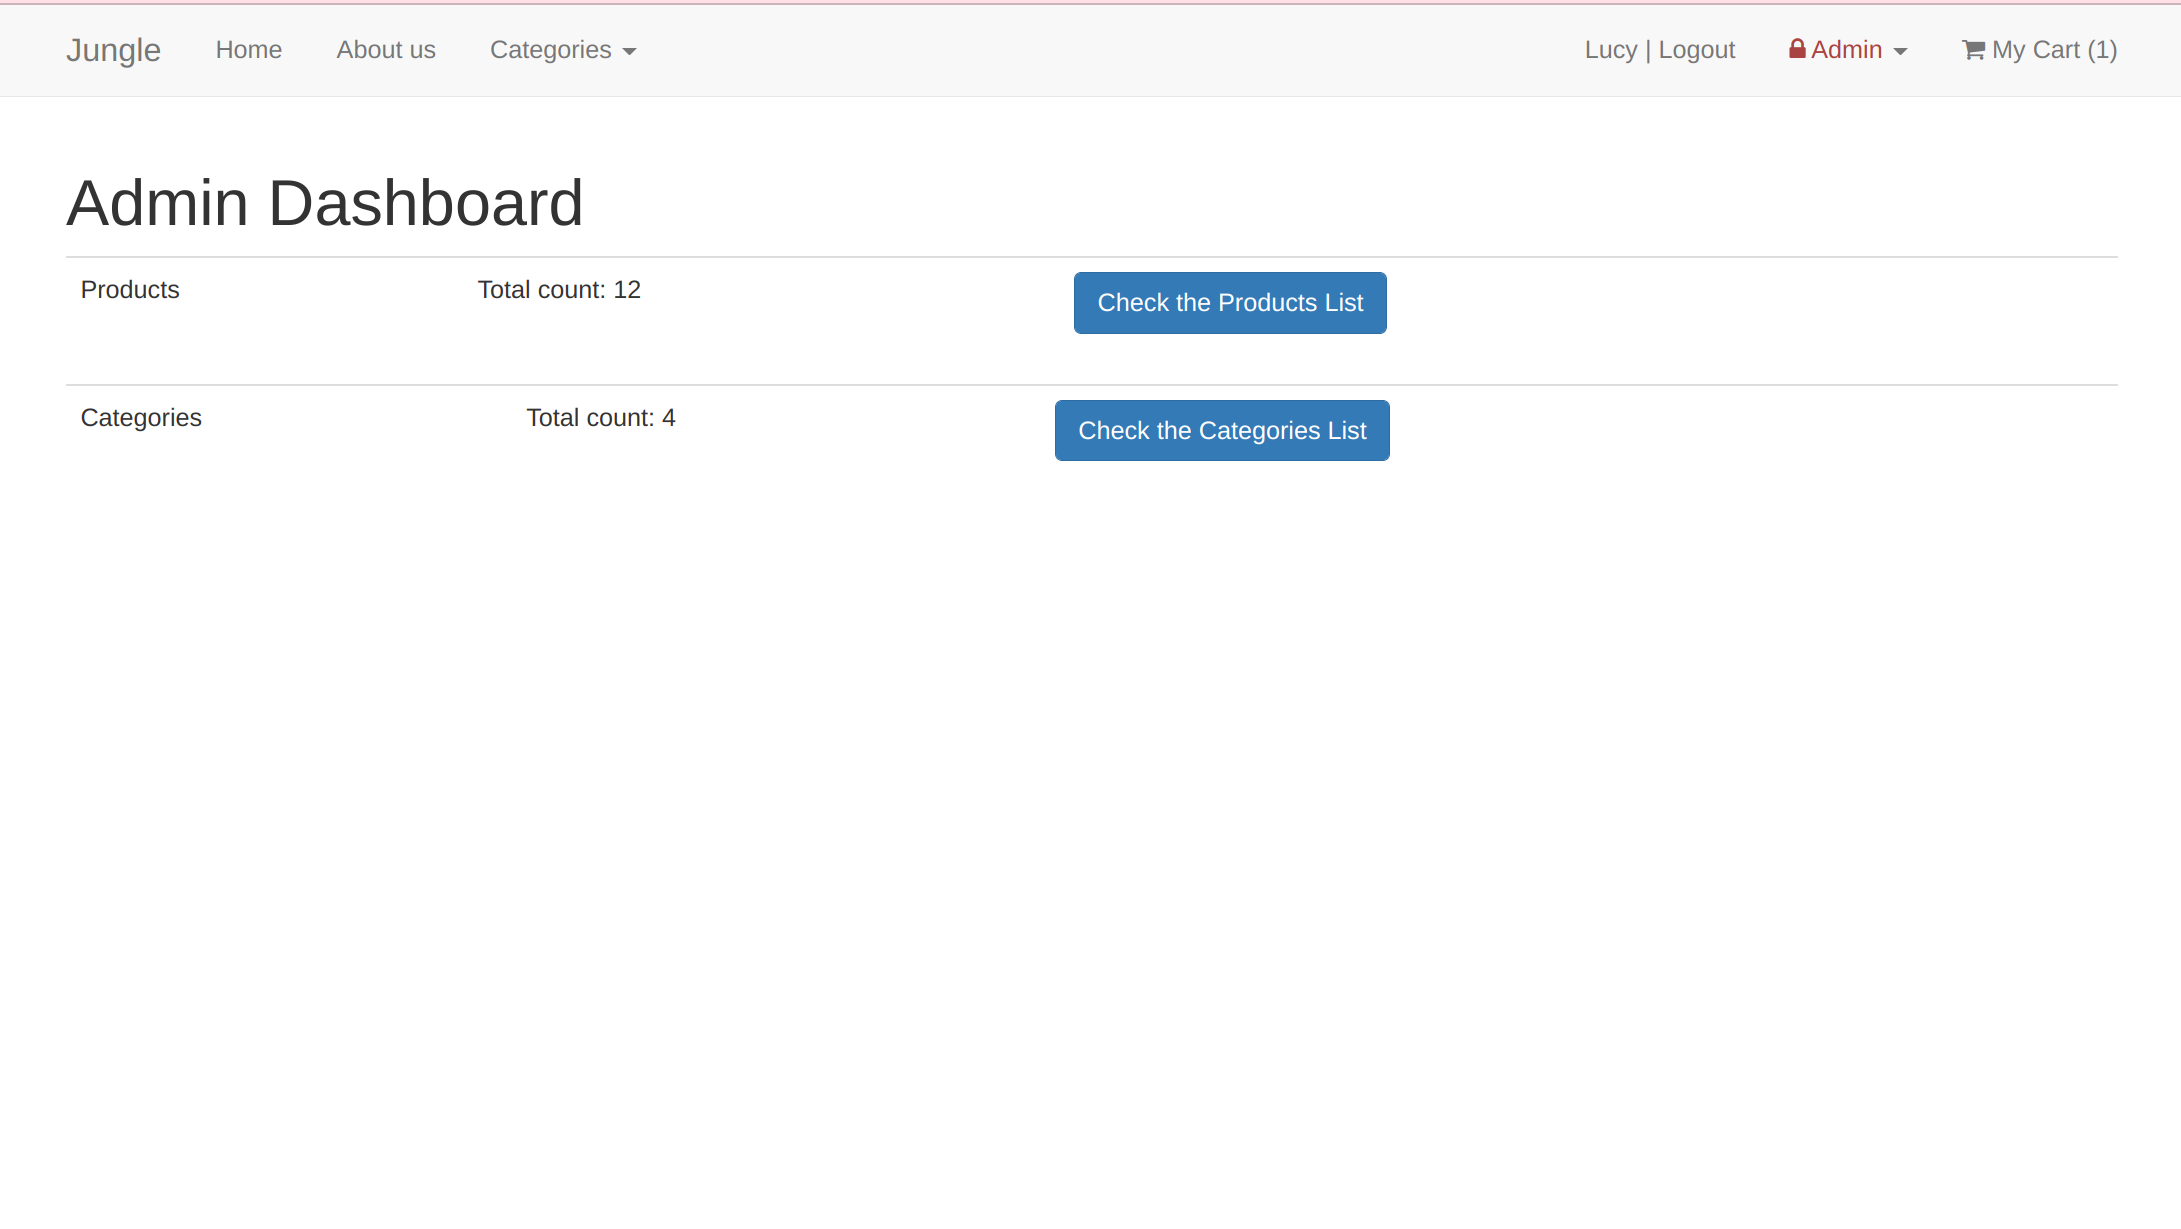 Jungle Home About us Categories Lucy | Logout Admin My Cart (1)
Admin Dashboard
Products Total count: 12 Check the Products List
Categories Total count: 4 Check the Categories List